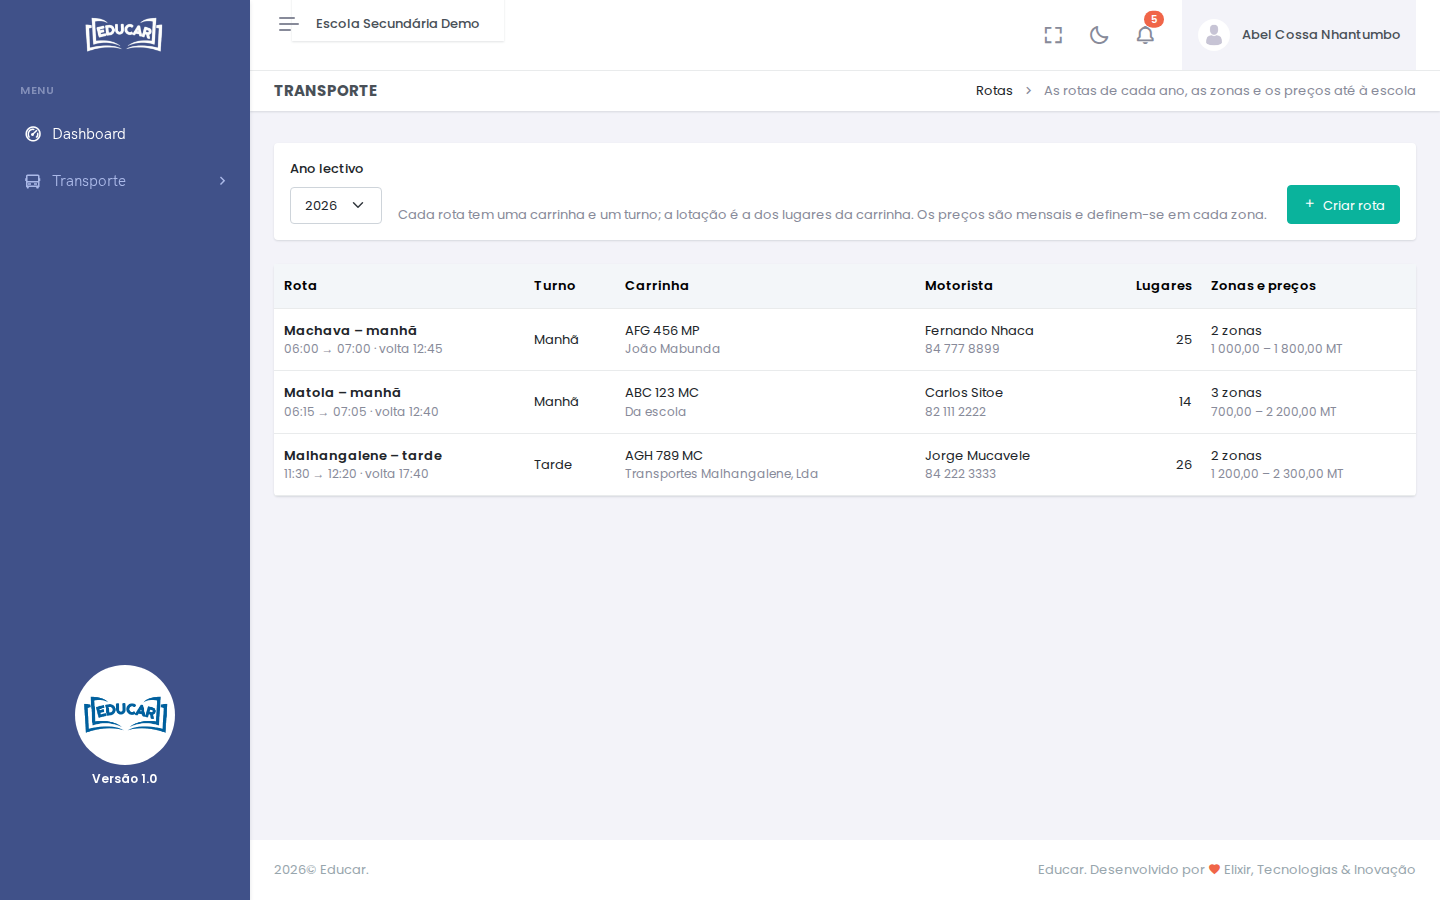 EDUCAR
Escola Secundária Demo
5
Abel Cossa Nhantumbo
MENU
Dashboard
Transporte
TRANSPORTE
Rotas > As rotas de cada ano, as zonas e os preços até à escola
Ano lectivo
2026
Cada rota tem uma carrinha e um turno; a lotação é a dos lugares da carrinha. Os preços são mensais e definem-se em cada zona.
+ Criar rota
Rota Turno Carrinha Motorista Lugares Zonas e preços
Machava – manhã Manhã AFG 456 MP Fernando Nhaca 25 2 zonas
06:00 → 07:00 · volta 12:45 João Mabunda 84 777 8899 1 000,00 – 1 800,00 MT
Matola – manhã Manhã ABC 123 MC Carlos Sitoe 14 3 zonas
06:15 → 07:05 · volta 12:40 Da escola 82 111 2222 700,00 – 2 200,00 MT
Malhangalene – tarde Tarde AGH 789 MC Jorge Mucavele 26 2 zonas
11:30 → 12:20 · volta 17:40 Transportes Malhangalene, Lda 84 222 3333 1 200,00 – 2 300,00 MT
EDUCAR
Versão 1.0
2026© Educar.
Educar. Desenvolvido por ♥ Elixir, Tecnologias & Inovação